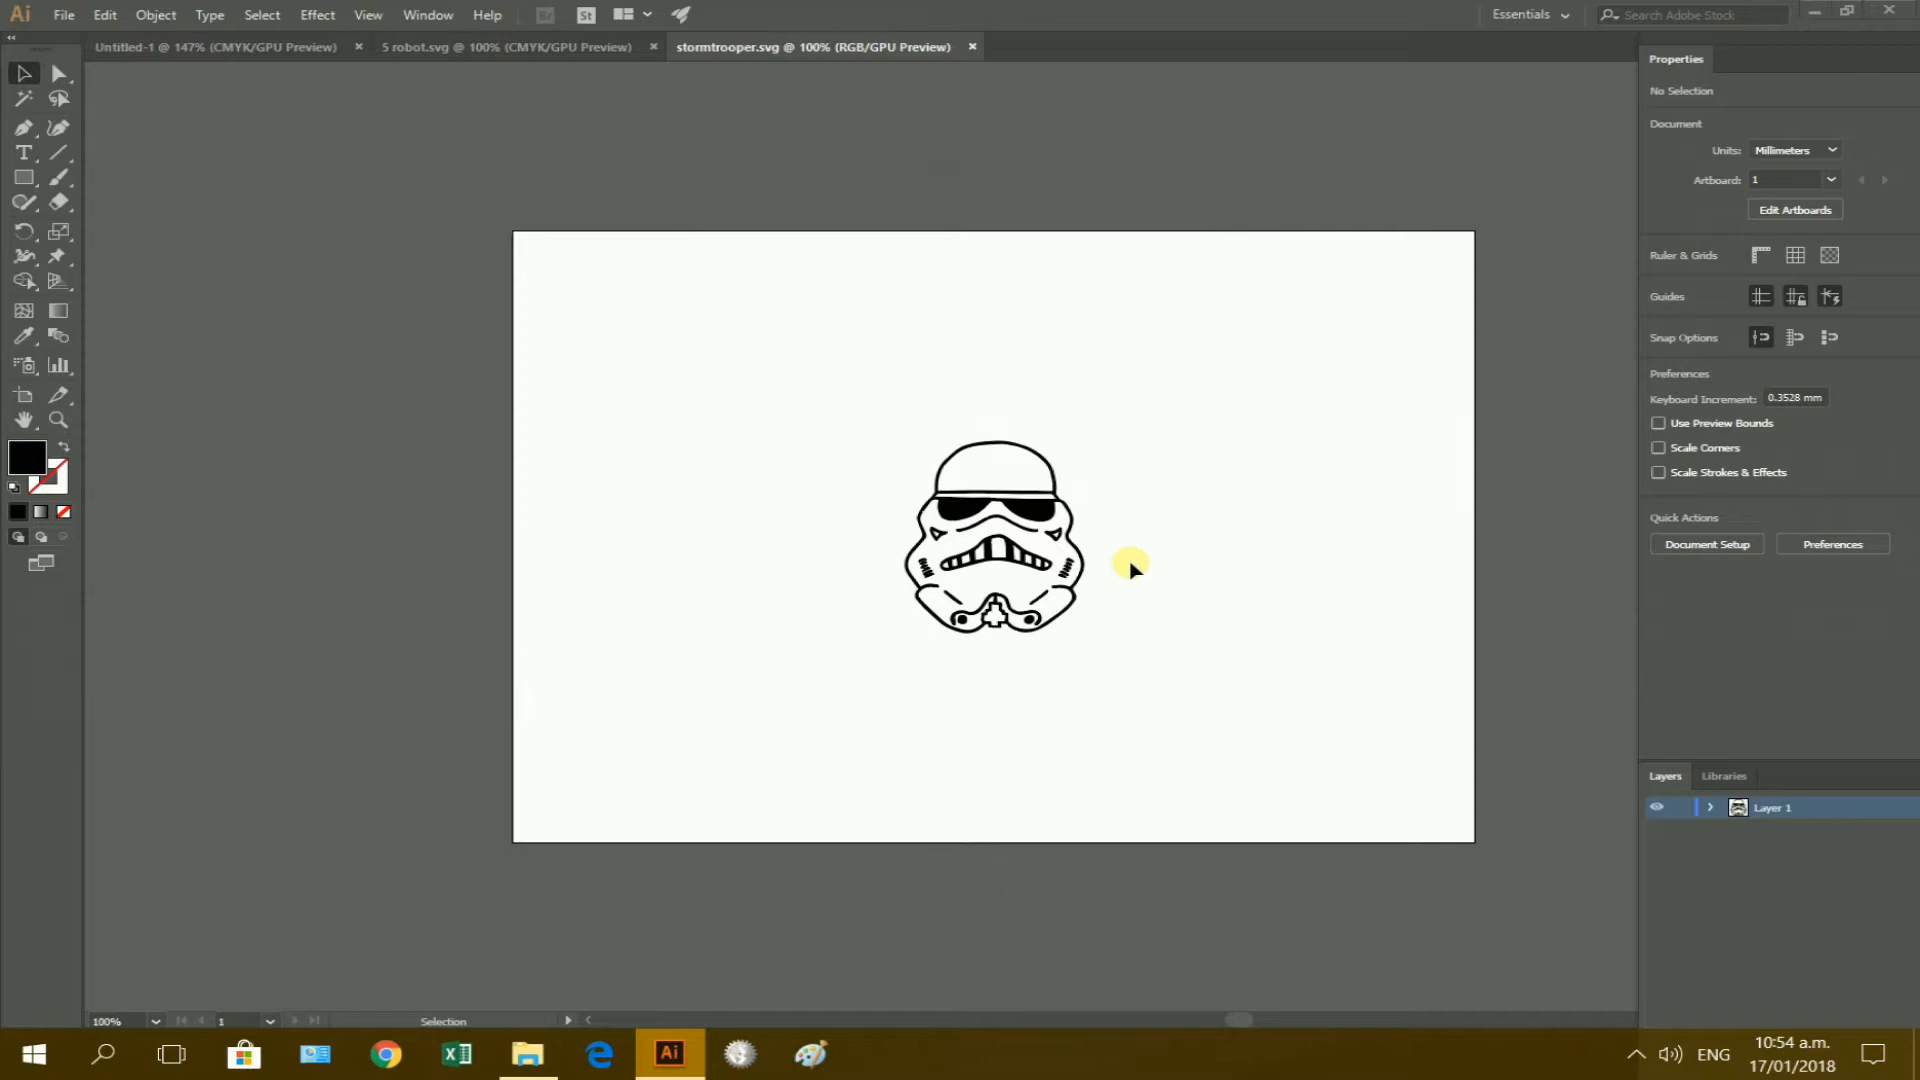 Ai File Edit Object Type Select Effect View Window Help Br St Essentials Search Adobe Stock
Untitled-1 @ 147% (CMYK/GPU Preview) × 5 robot.svg @ 100% (CMYK/GPU Preview) × stormtrooper.svg @ 100% (RGB/GPU Preview) ×
Properties
No Selection
Document
Units: Millimeters
Artboard: 1
Edit Artboards
Ruler & Grids
Guides
Snap Options
Preferences
Keyboard Increment: 0.3528 mm
Use Preview Bounds
Scale Corners
Scale Strokes & Effects
Quick Actions
Document Setup Preferences
Layers Libraries
Layer 1
100% 1 Selection
Ai ENG 10:54 a.m.
17/01/2018